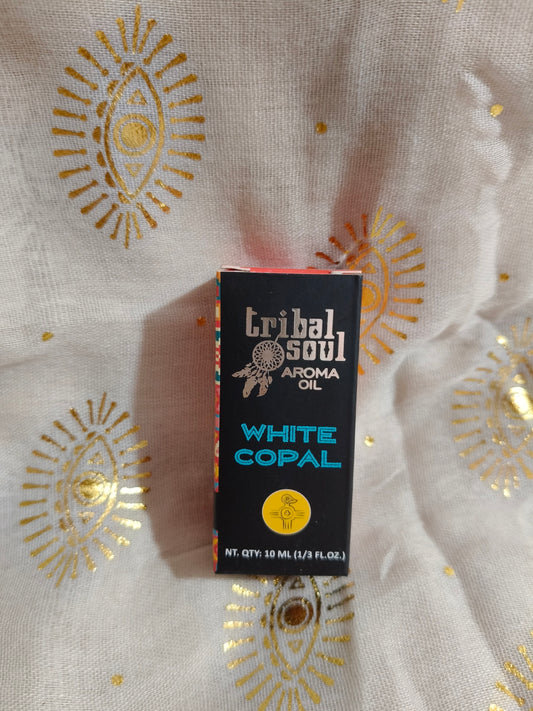 tribal
soul
AROMA
OIL
WHITE
COPAL
NT. QTY: 10 ML (1/3 FL.OZ.)